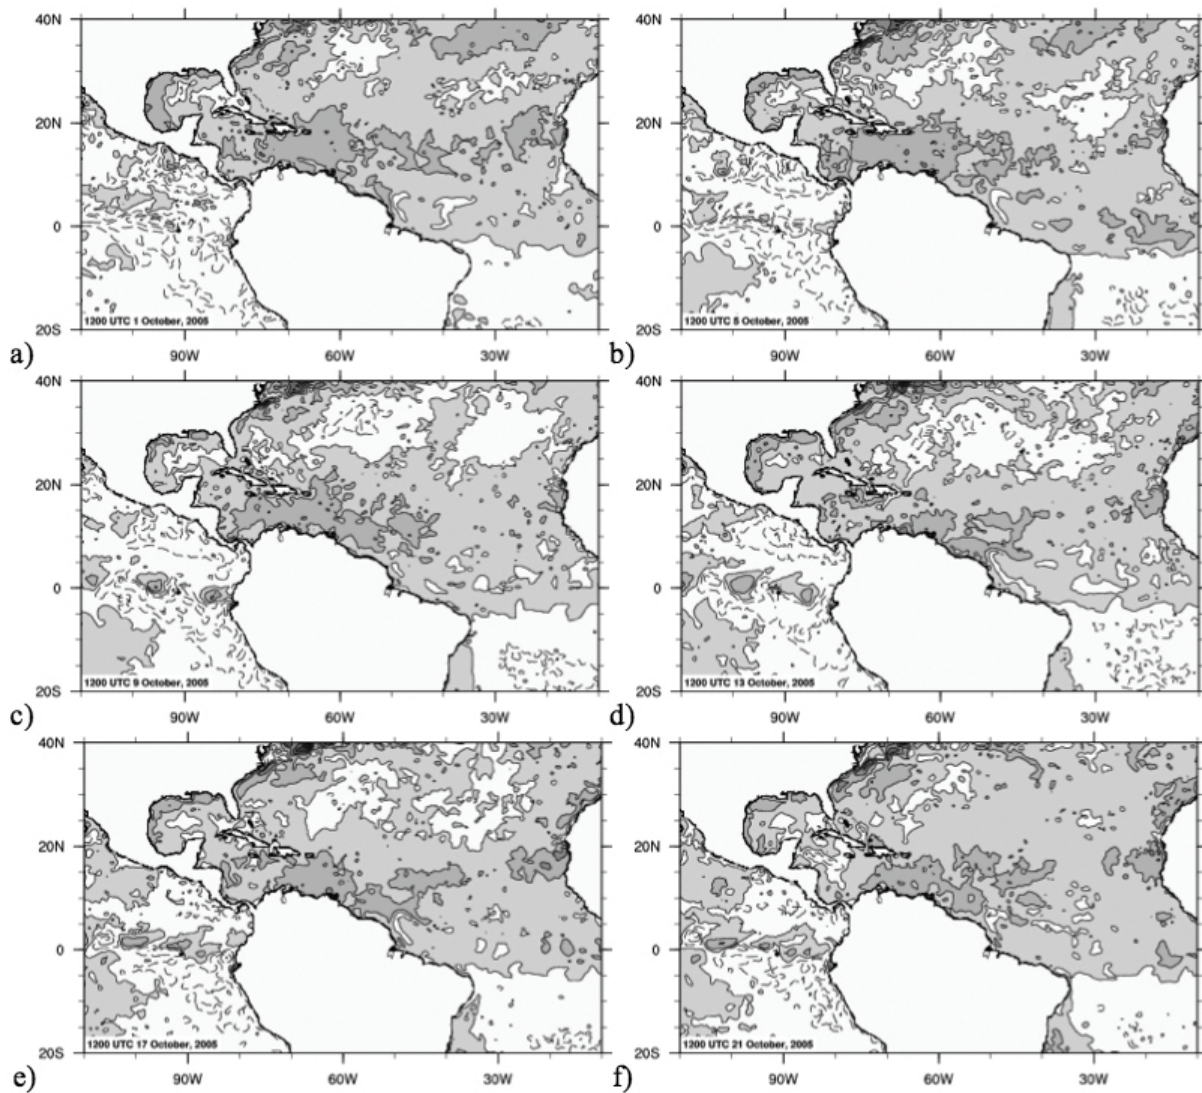 40N 20N 0 20S
1200 UTC 1 October, 2005
90W 60W 30W
a)
40N 20N 0 20S
1200 UTC 5 October, 2005
90W 60W 30W
b)
40N 20N 0 20S
1200 UTC 9 October, 2005
90W 60W 30W
c)
40N 20N 0 20S
1200 UTC 13 October, 2005
90W 60W 30W
d)
40N 20N 0 20S
1200 UTC 17 October, 2005
90W 60W 30W
e)
40N 20N 0 20S
1200 UTC 21 October, 2005
90W 60W 30W
f)